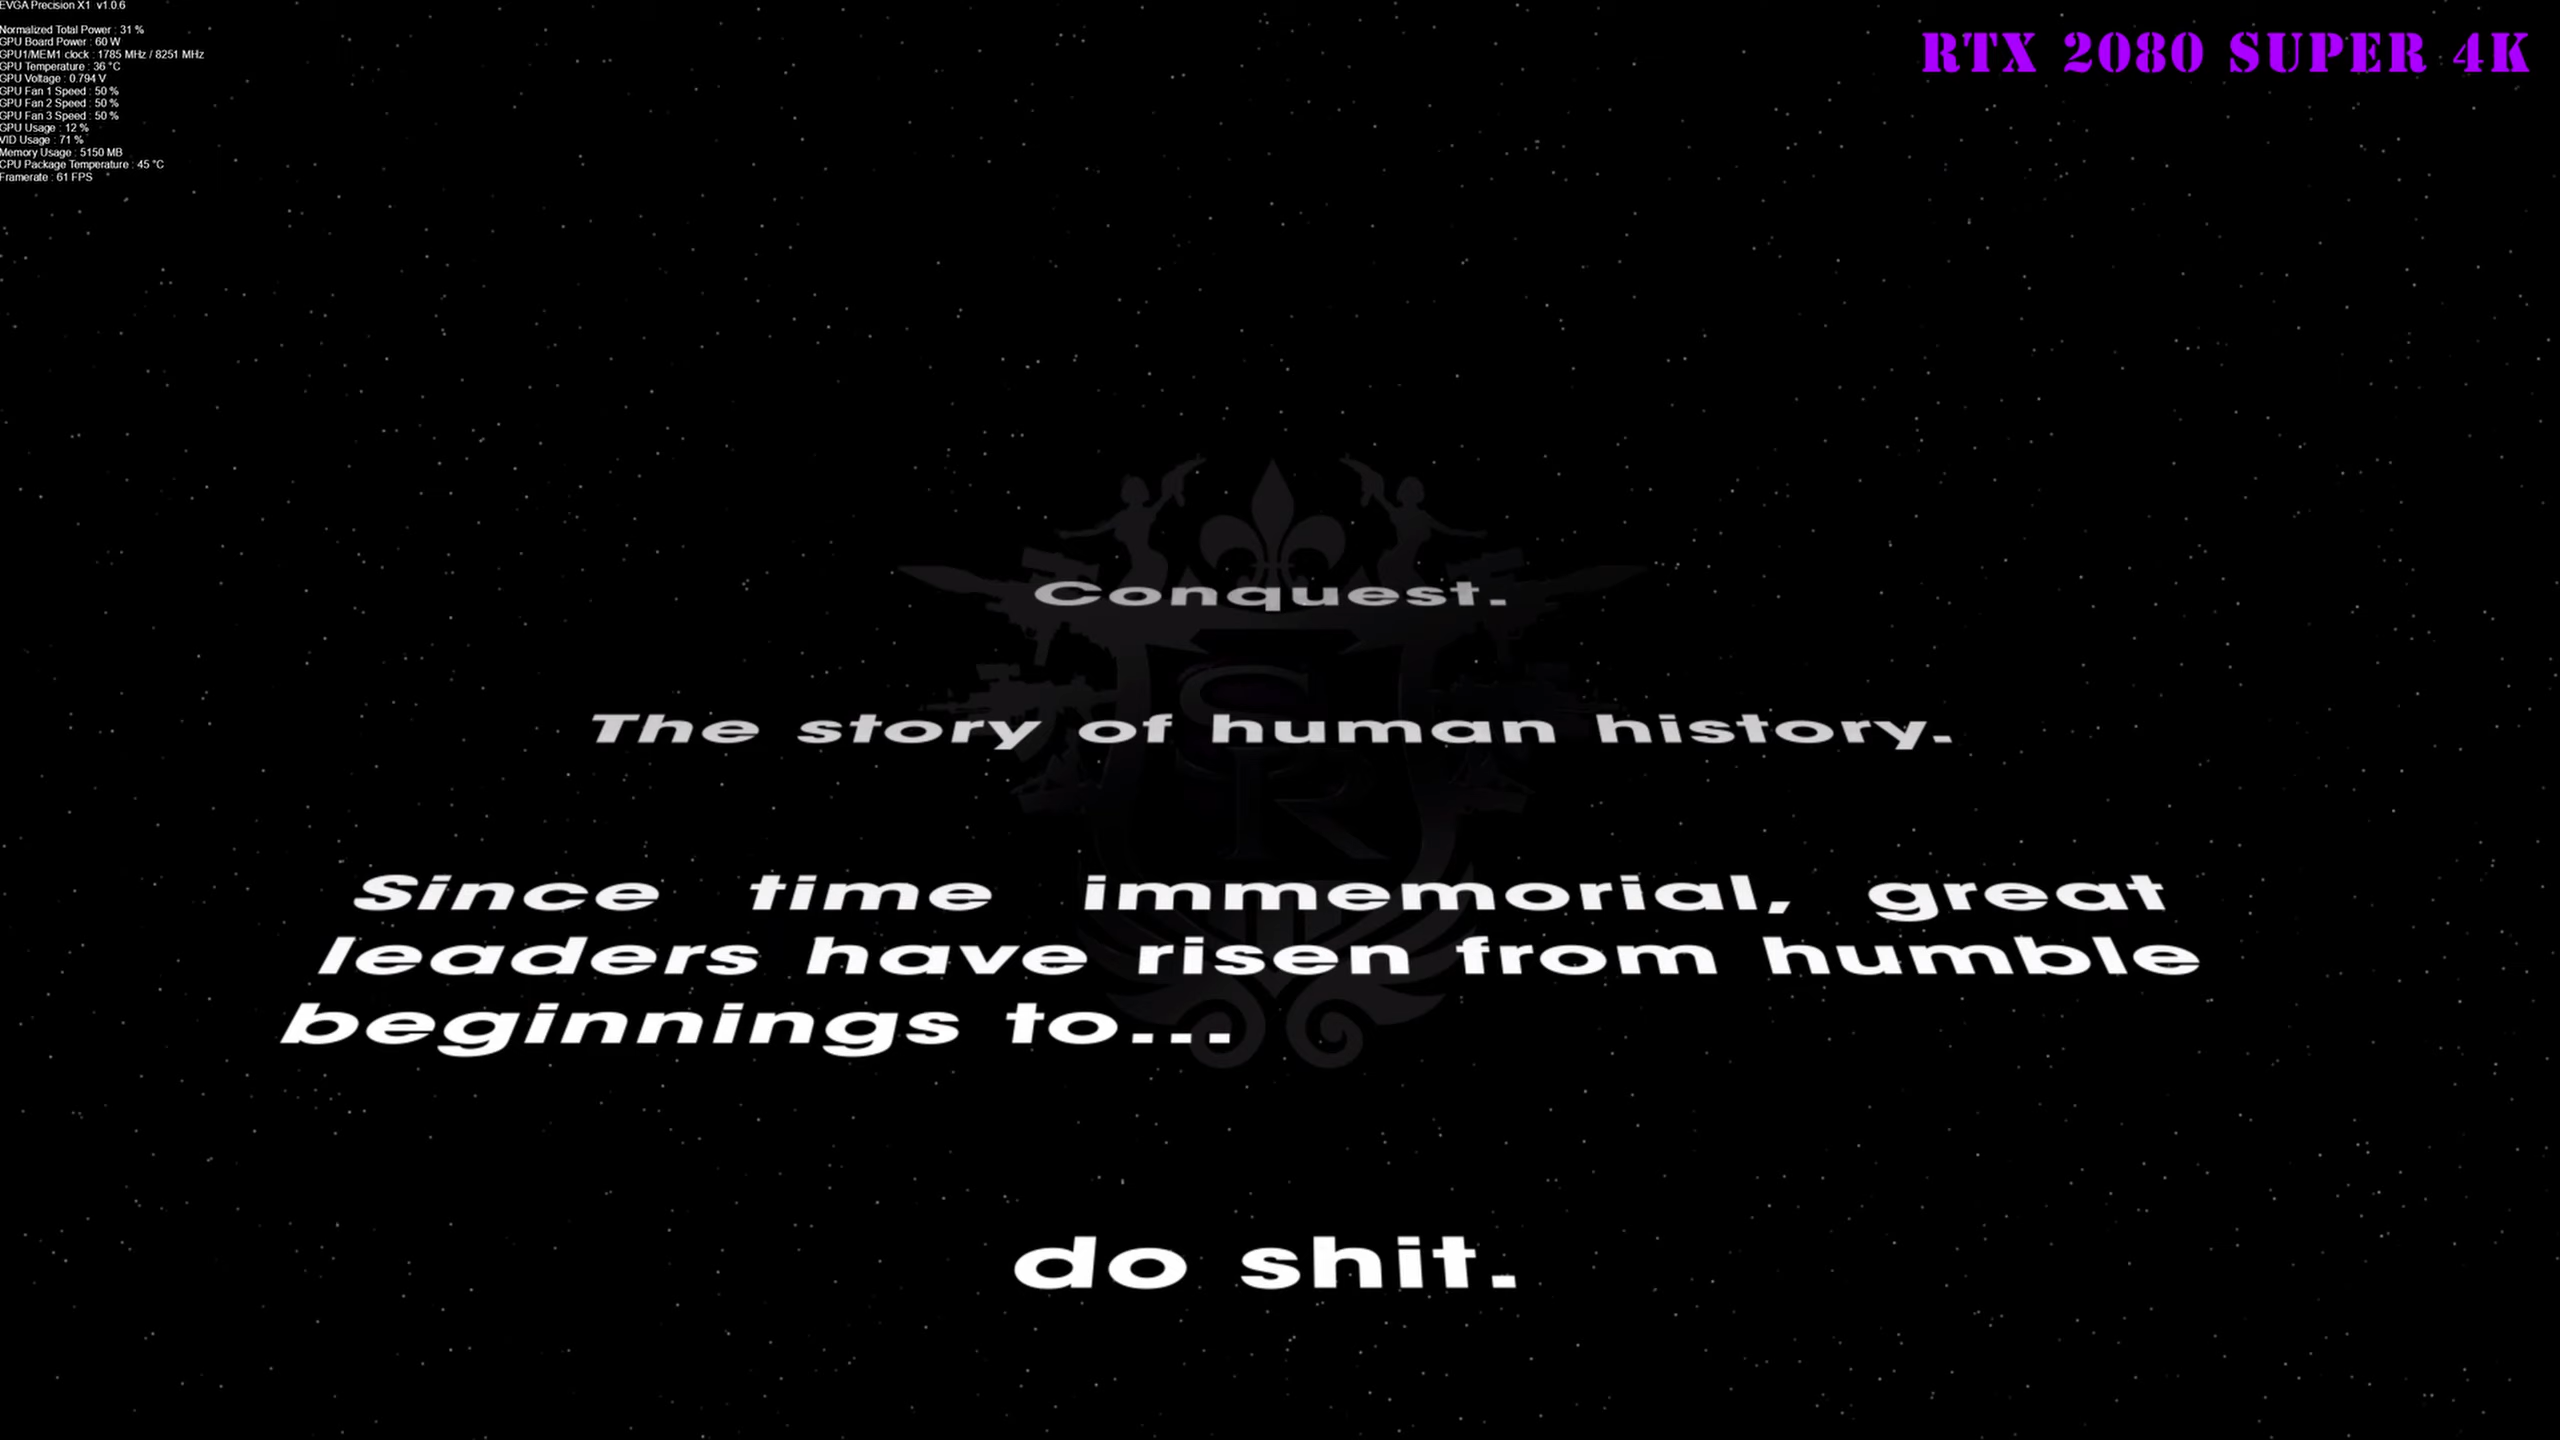 EVGA Precision X1 v1.0.6
RTX 2080 SUPER 4K
Normalized Total Power : 31 %
GPU Board Power : 60 W
GPU1/MEM1 clock : 1785 MHz / 8251 MHz
GPU Temperature : 36 °C
GPU Voltage : 0.794 V
GPU Fan 1 Speed : 50 %
GPU Fan 2 Speed : 50 %
GPU Fan 3 Speed : 50 %
GPU Usage : 12 %
VID Usage : 71 %
Memory Usage : 5150 MB
CPU Package Temperature : 45 °C
Framerate : 61 FPS
Conquest.
The story of human history.
Since time immemorial, great
leaders have risen from humble
beginnings to...
do shit.
S
R